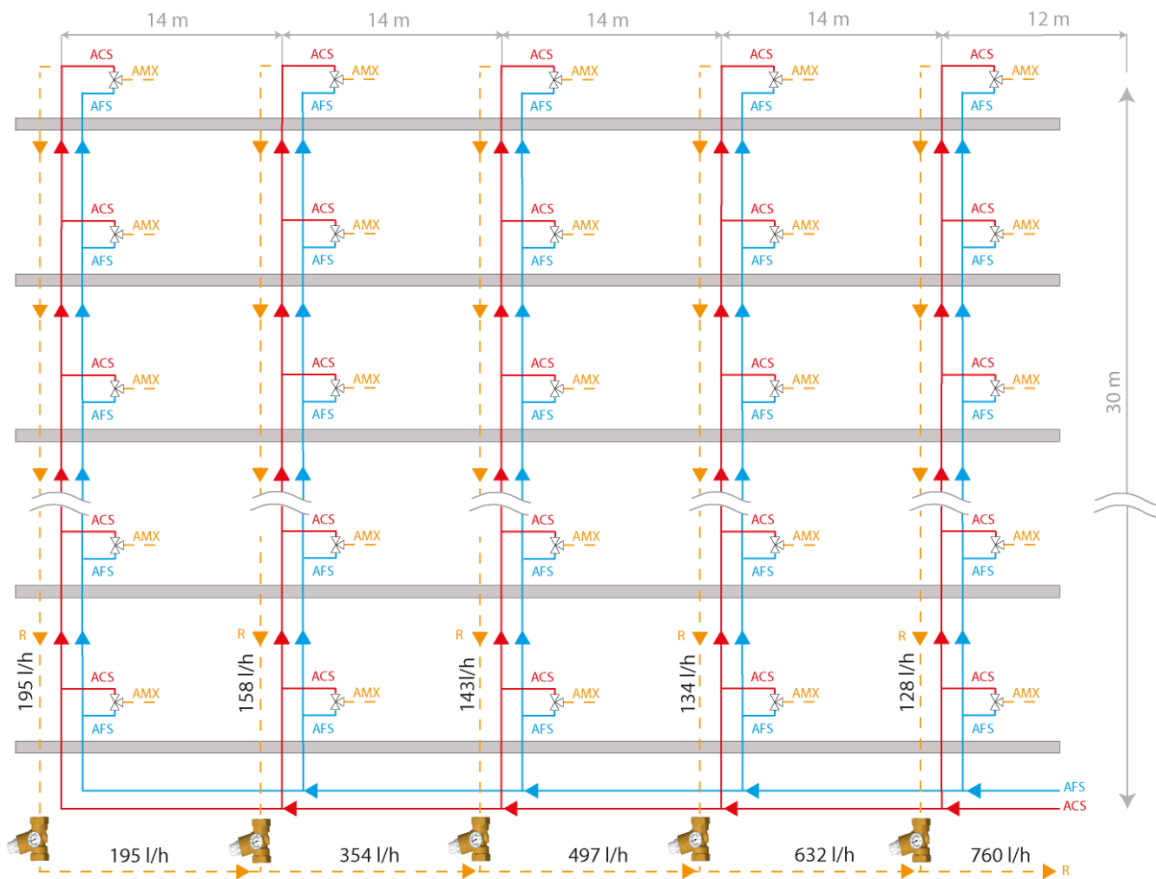 14 m 14 m 14 m 14 m 12 m
ACS ACS ACS ACS ACS
AMX AMX AMX AMX AMX
AFS AFS AFS AFS AFS
ACS ACS ACS ACS ACS
AMX AMX AMX AMX AMX
AFS AFS AFS AFS AFS
ACS ACS ACS ACS ACS
AMX AMX AMX AMX AMX
AFS AFS AFS AFS AFS
30 m
ACS ACS ACS ACS ACS
AMX AMX AMX AMX AMX
AFS AFS AFS AFS AFS
R R R R R
195 l/h 158 l/h 143l/h 134 l/h 128 l/h
ACS ACS ACS ACS ACS
AMX AMX AMX AMX AMX
AFS AFS AFS AFS AFS
AFS
ACS
195 l/h 354 l/h 497 l/h 632 l/h 760 l/h
R